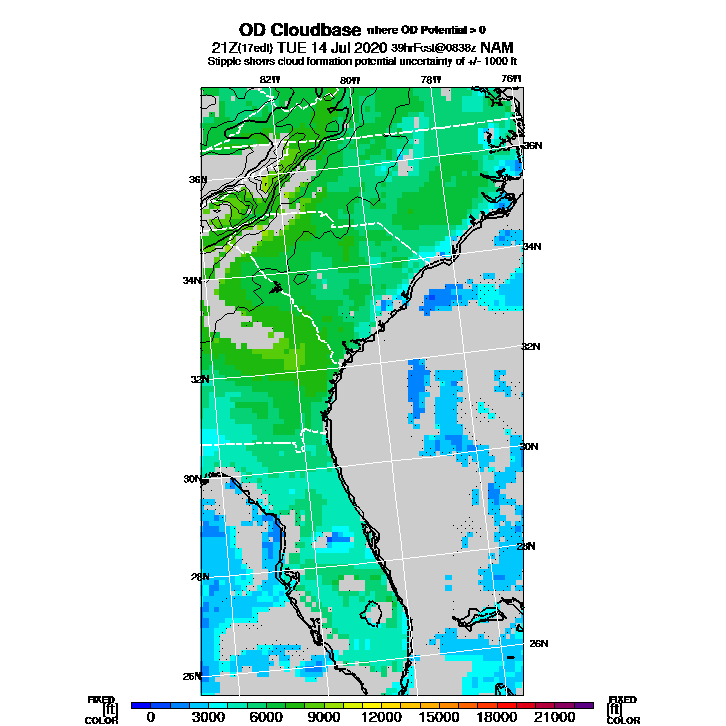 OD Cloudbase where OD Potential > 0
21Z(17edt) TUE 14 Jul 2020 39hrFcst@0838z NAM
Stipple shows cloud formation potential uncertainty of +/- 1000 ft
82W 80W 78W 76W
36N
36N
34N
34N
32N
32N
30N
30N
28N
28N
26N
26N
FIXED FIXED
[ft] [ft]
COLOR COLOR
0 3000 6000 9000 12000 15000 18000 21000